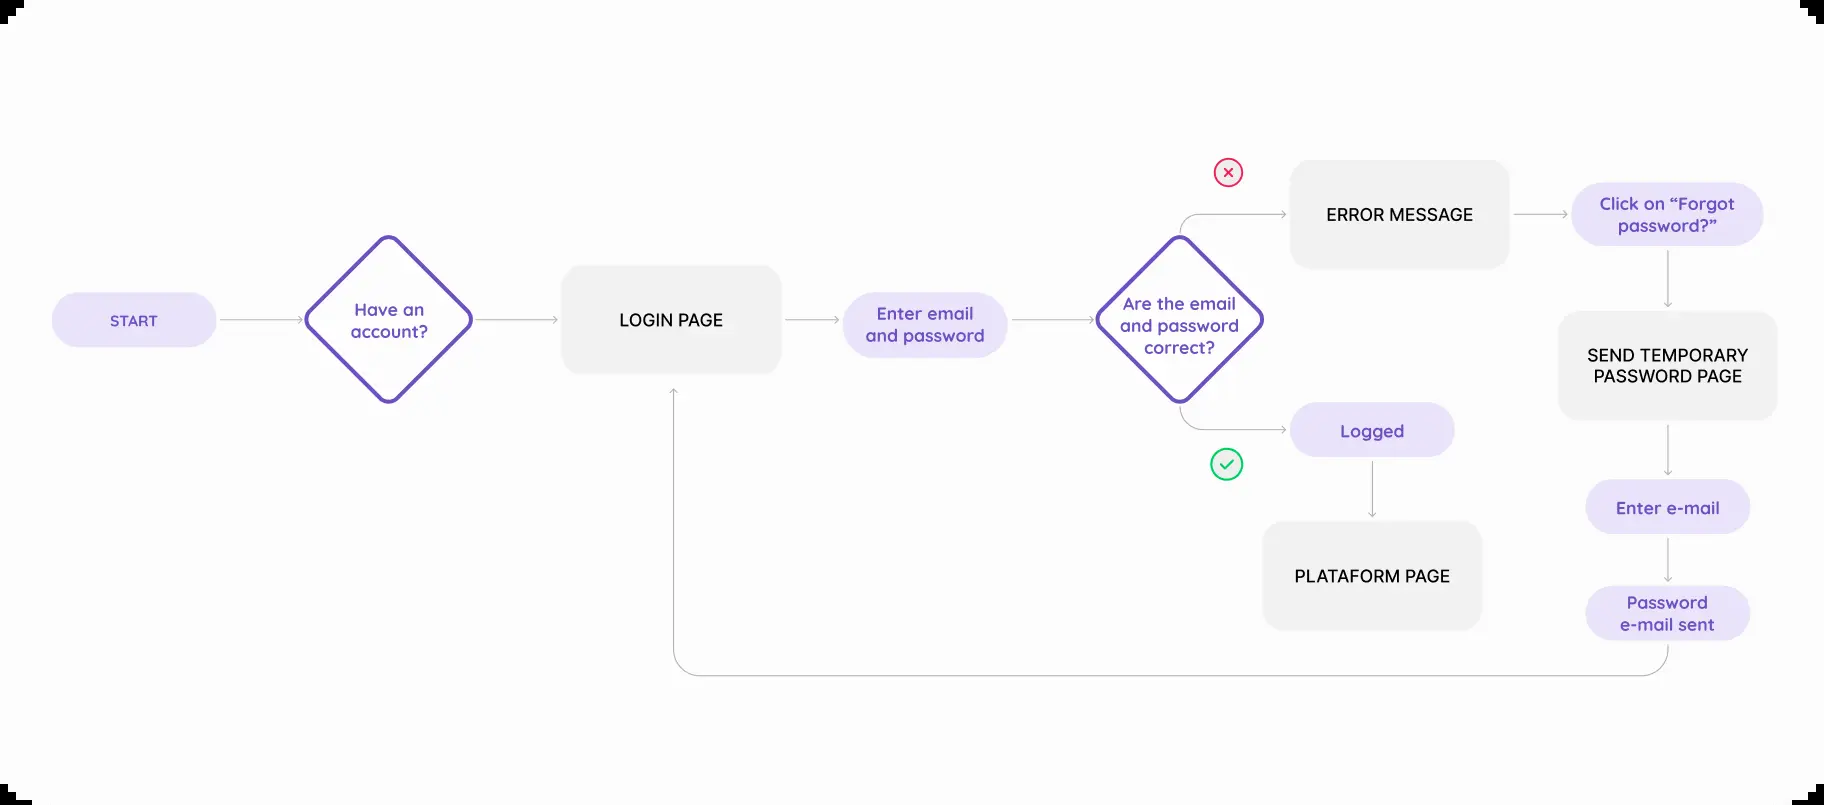 START
Have an
account?
LOGIN PAGE
Enter email
and password
Are the email
and password
correct?
ERROR MESSAGE
Click on “Forgot
password?”
SEND TEMPORARY
PASSWORD PAGE
Enter e-mail
Password
e-mail sent
Logged
PLATAFORM PAGE